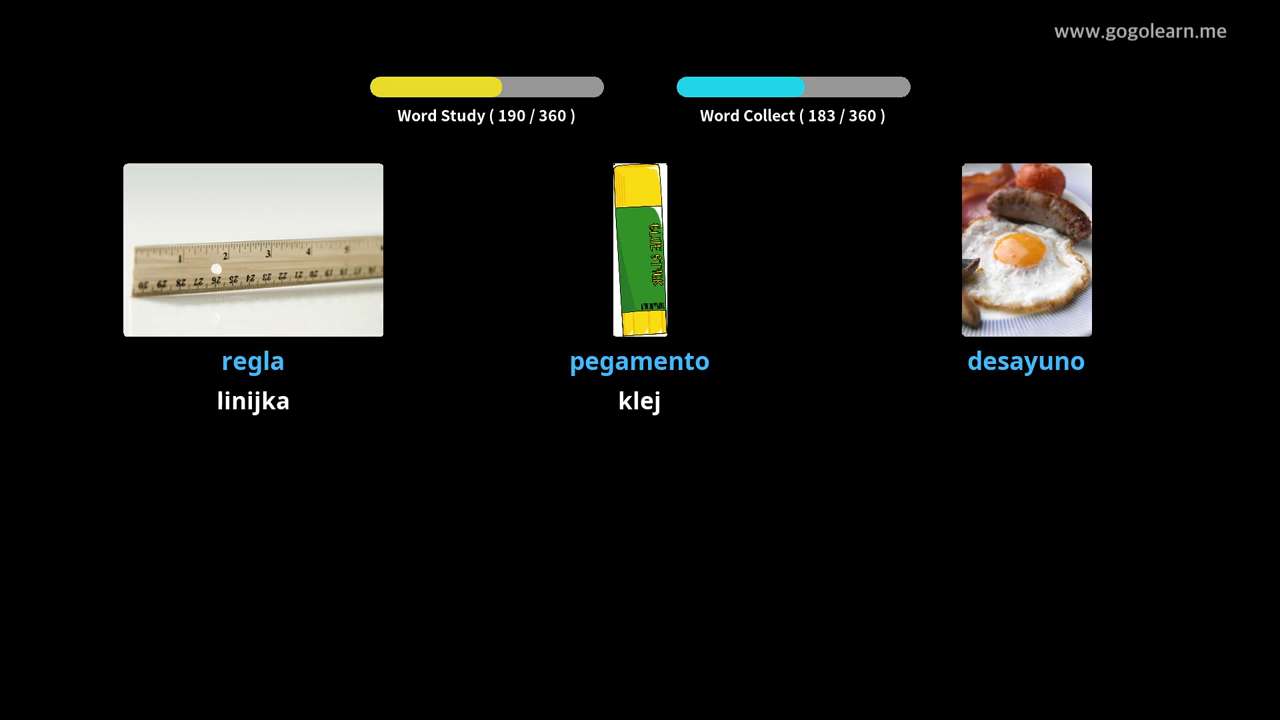 www.gogolearn.me
Word Study ( 190 / 360 )
Word Collect ( 183 / 360 )
regla
pegamento
desayuno
linijka
klej